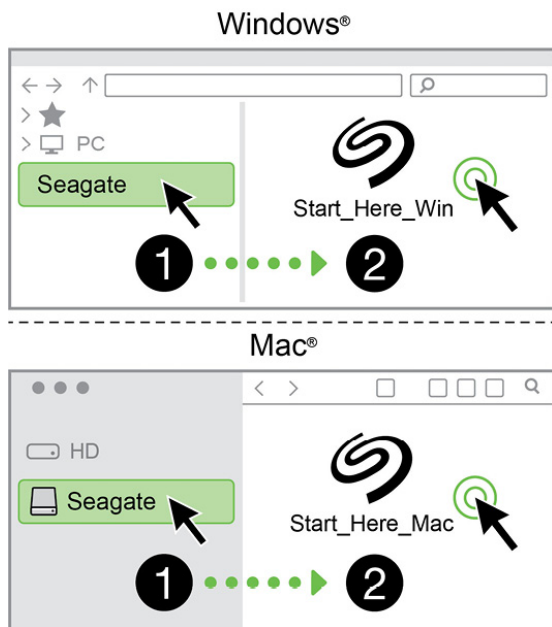 Windows®
PC
Seagate
Start_Here_Win
1 2
Mac®
HD
Seagate
Start_Here_Mac
1 2